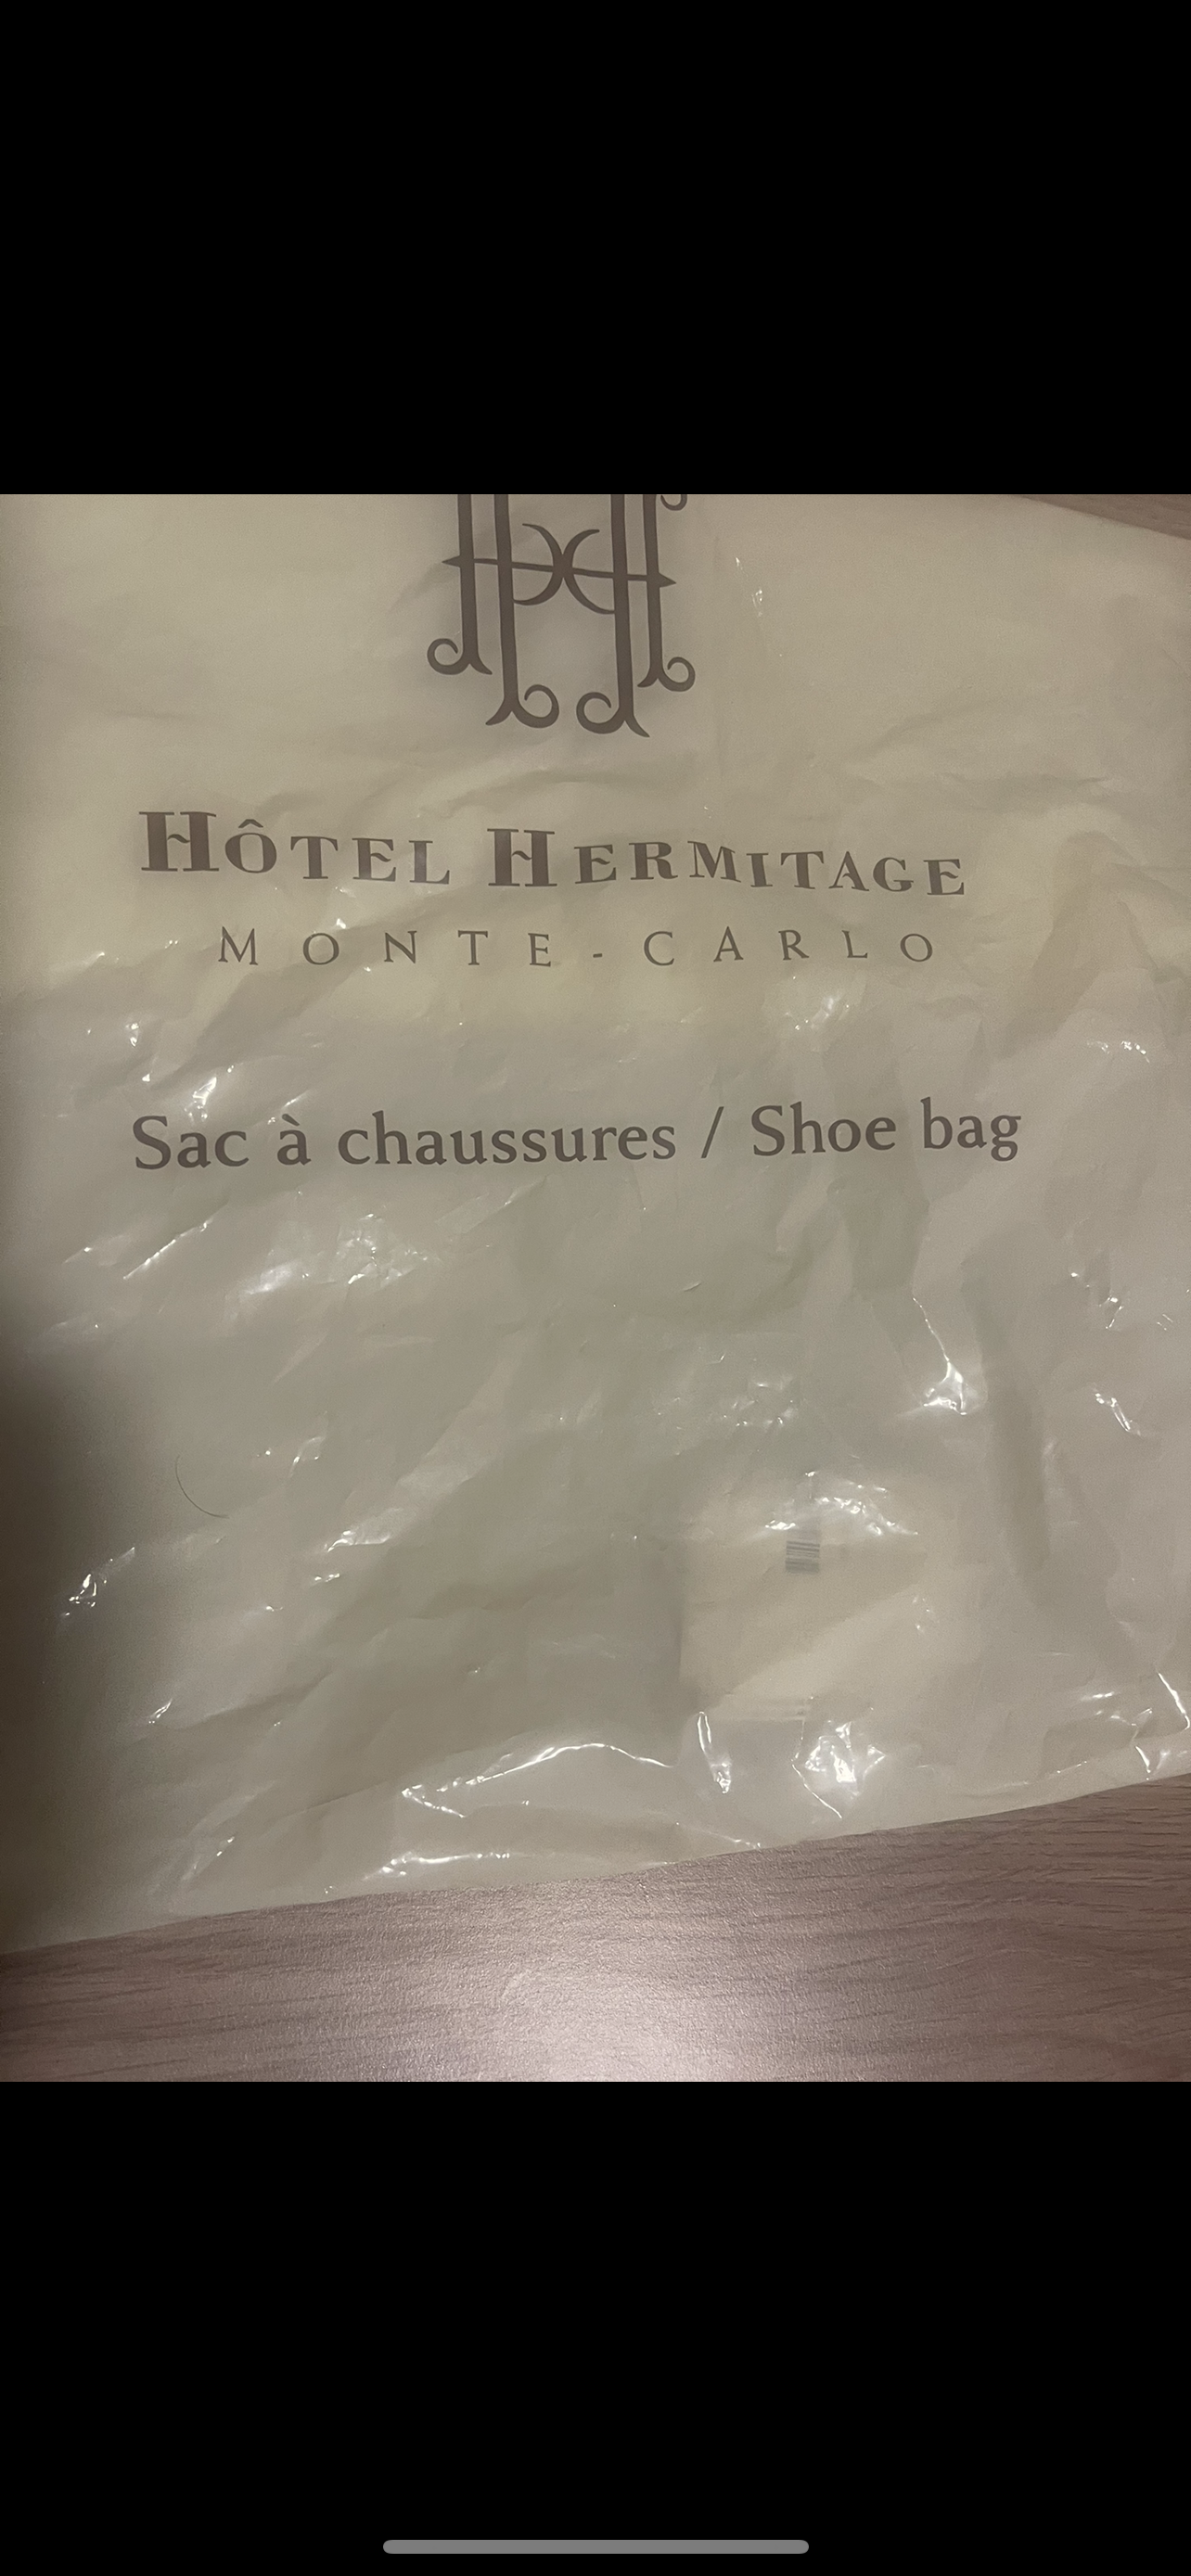 HÔTEL HERMITAGE
MONTE-CARLO
Sac à chaussures / Shoe bag